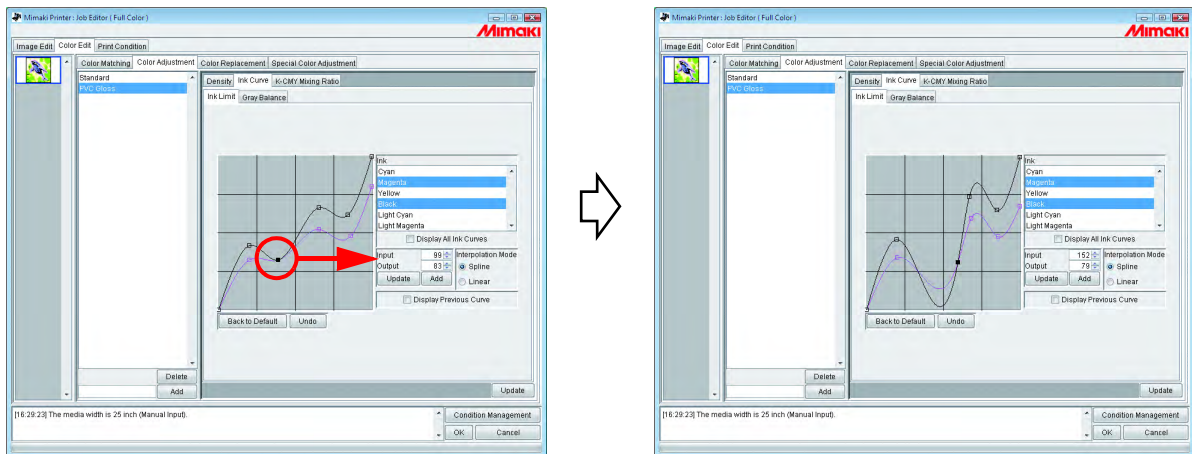 Mimaki Printer : Job Editor ( Full Color )
Mimaki
Image Edit Color Edit Print Condition
Color Matching Color Adjustment Color Replacement Special Color Adjustment
Standard
PVC Gloss
Density Ink Curve K-CMY Mixing Ratio
Ink Limit Gray Balance
Ink
Cyan
Magenta
Yellow
Black
Light Cyan
Light Magenta
Display All Ink Curves
Input 99 Interpolation Mode
Output 83 Spline
Update Add Linear
Display Previous Curve
Back to Default Undo
Delete
Add Update
[16:29:23] The media width is 25 inch (Manual Input). Condition Management
OK Cancel
Mimaki Printer : Job Editor ( Full Color )
Mimaki
Image Edit Color Edit Print Condition
Color Matching Color Adjustment Color Replacement Special Color Adjustment
Standard
PVC Gloss
Density Ink Curve K-CMY Mixing Ratio
Ink Limit Gray Balance
Ink
Cyan
Magenta
Yellow
Black
Light Cyan
Light Magenta
Display All Ink Curves
Input 152 Interpolation Mode
Output 79 Spline
Update Add Linear
Display Previous Curve
Back to Default Undo
Delete
Add Update
[16:29:23] The media width is 25 inch (Manual Input). Condition Management
OK Cancel